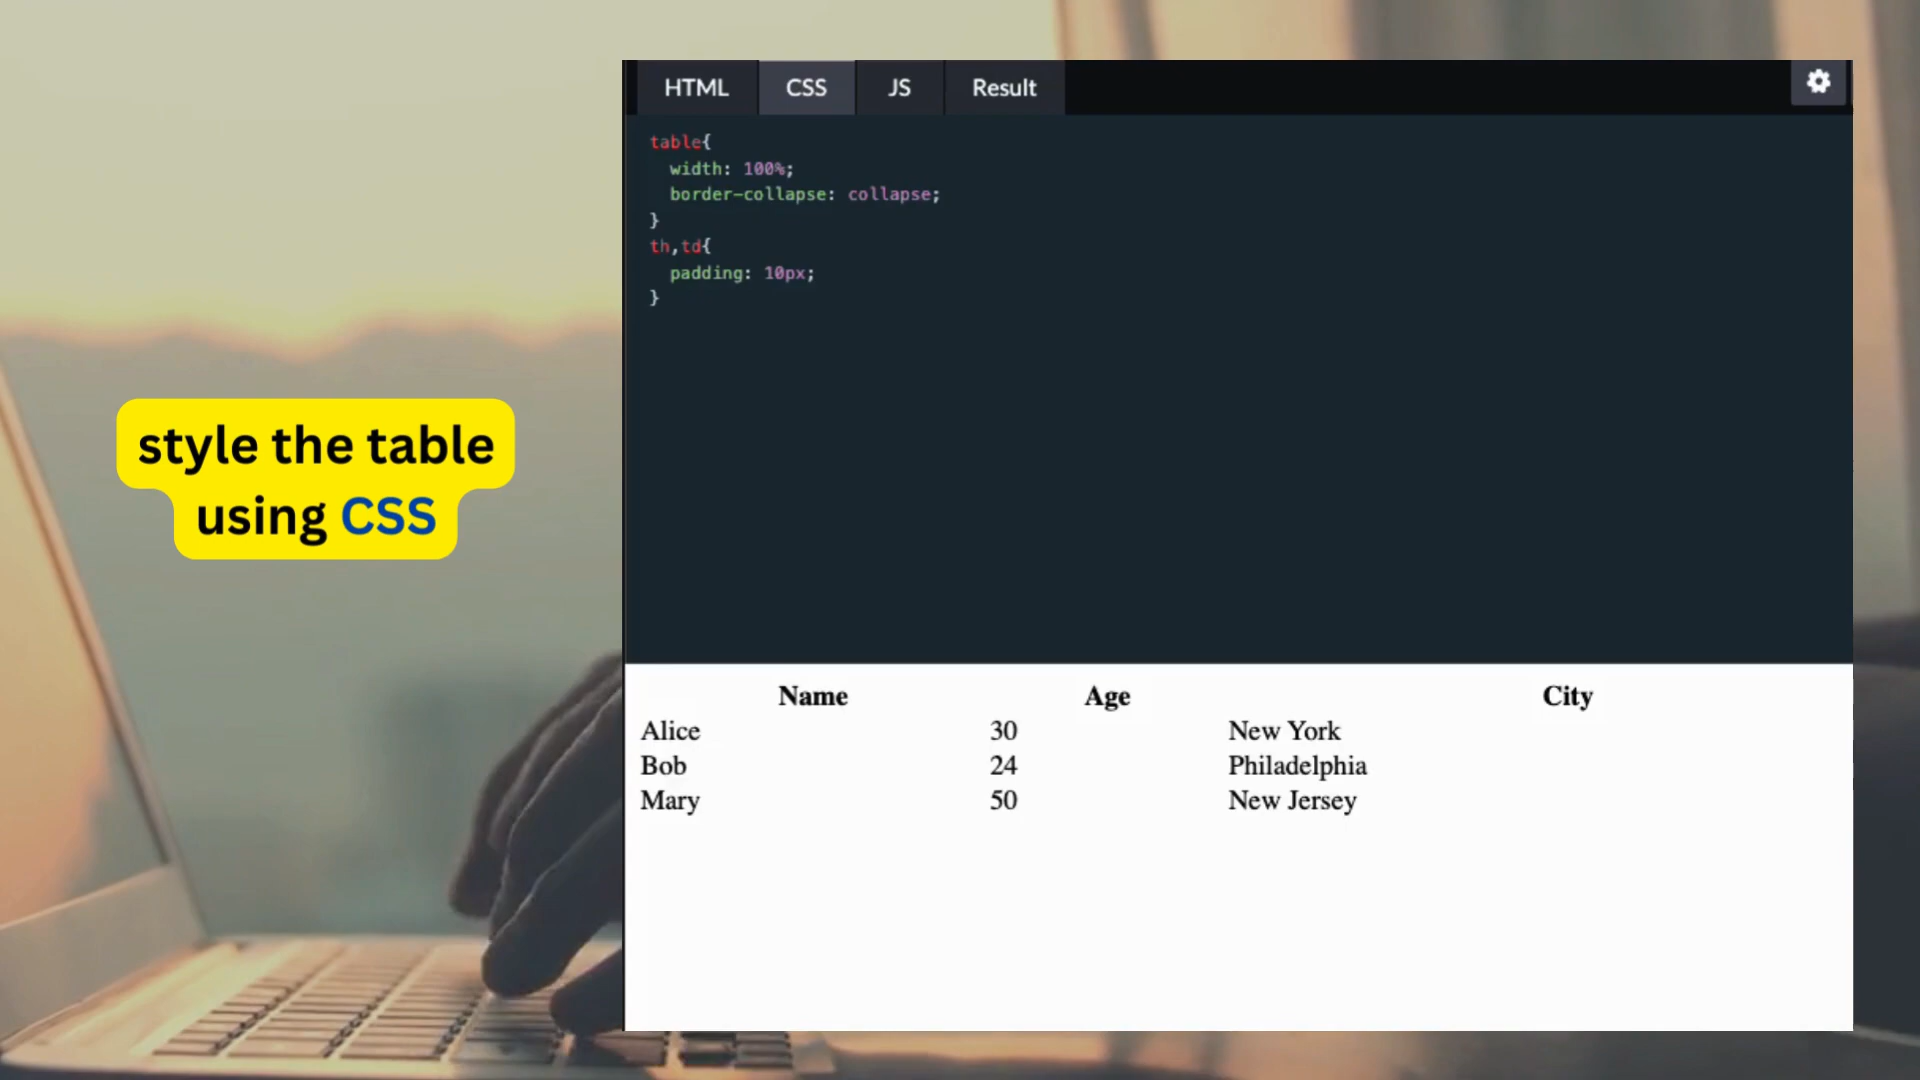 style the table
using CSS
HTML CSS JS Result
table{
  width: 100%;
  border-collapse: collapse;
}
th,td{
  padding: 10px;
}
Name Age City
Alice 30 New York
Bob 24 Philadelphia
Mary 50 New Jersey